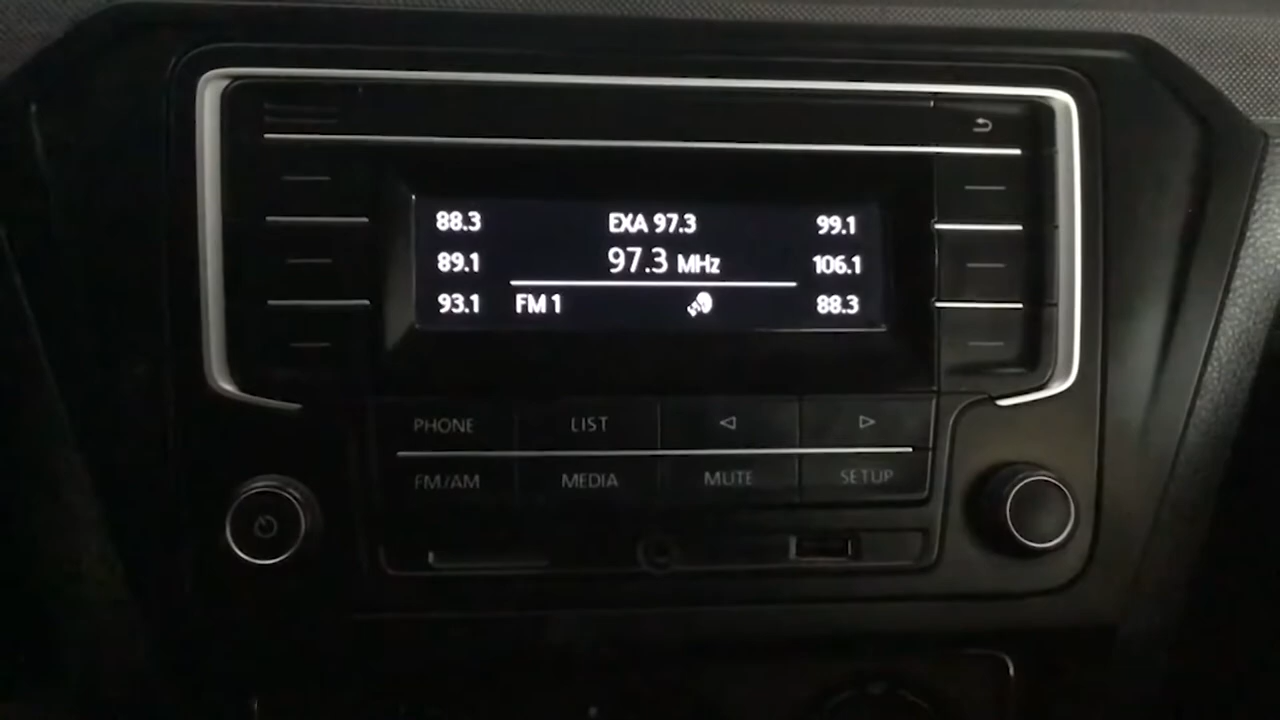 88.3 EXA 97.3 99.1
89.1 97.3 MHz 106.1
93.1 FM 1 88.3
PHONE LIST
FM/AM MEDIA MUTE SETUP